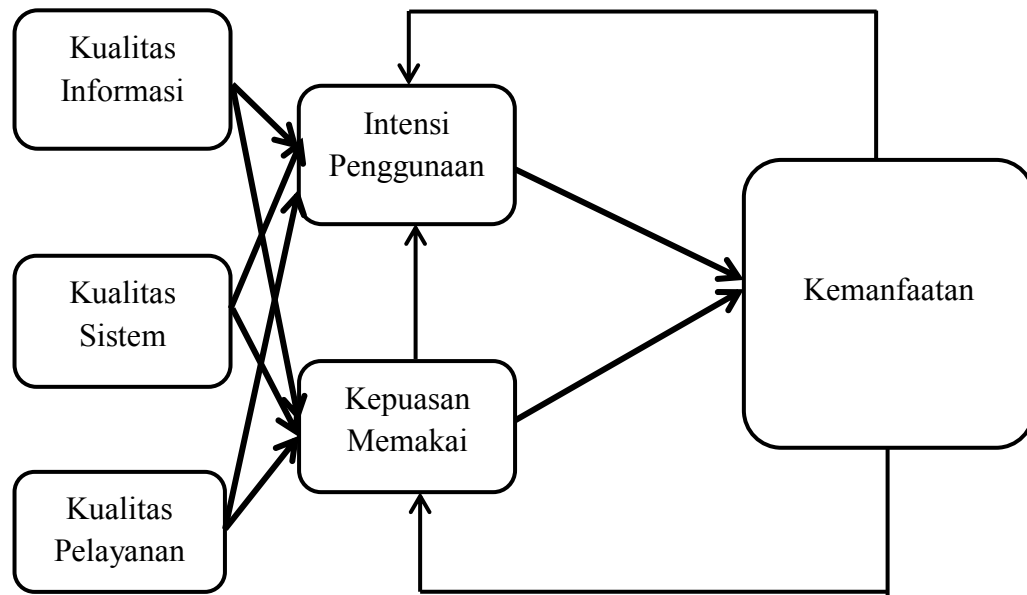 Kualitas
Informasi
Intensi
Penggunaan
Kualitas
Sistem
Kemanfaatan
Kepuasan
Memakai
Kualitas
Pelayanan